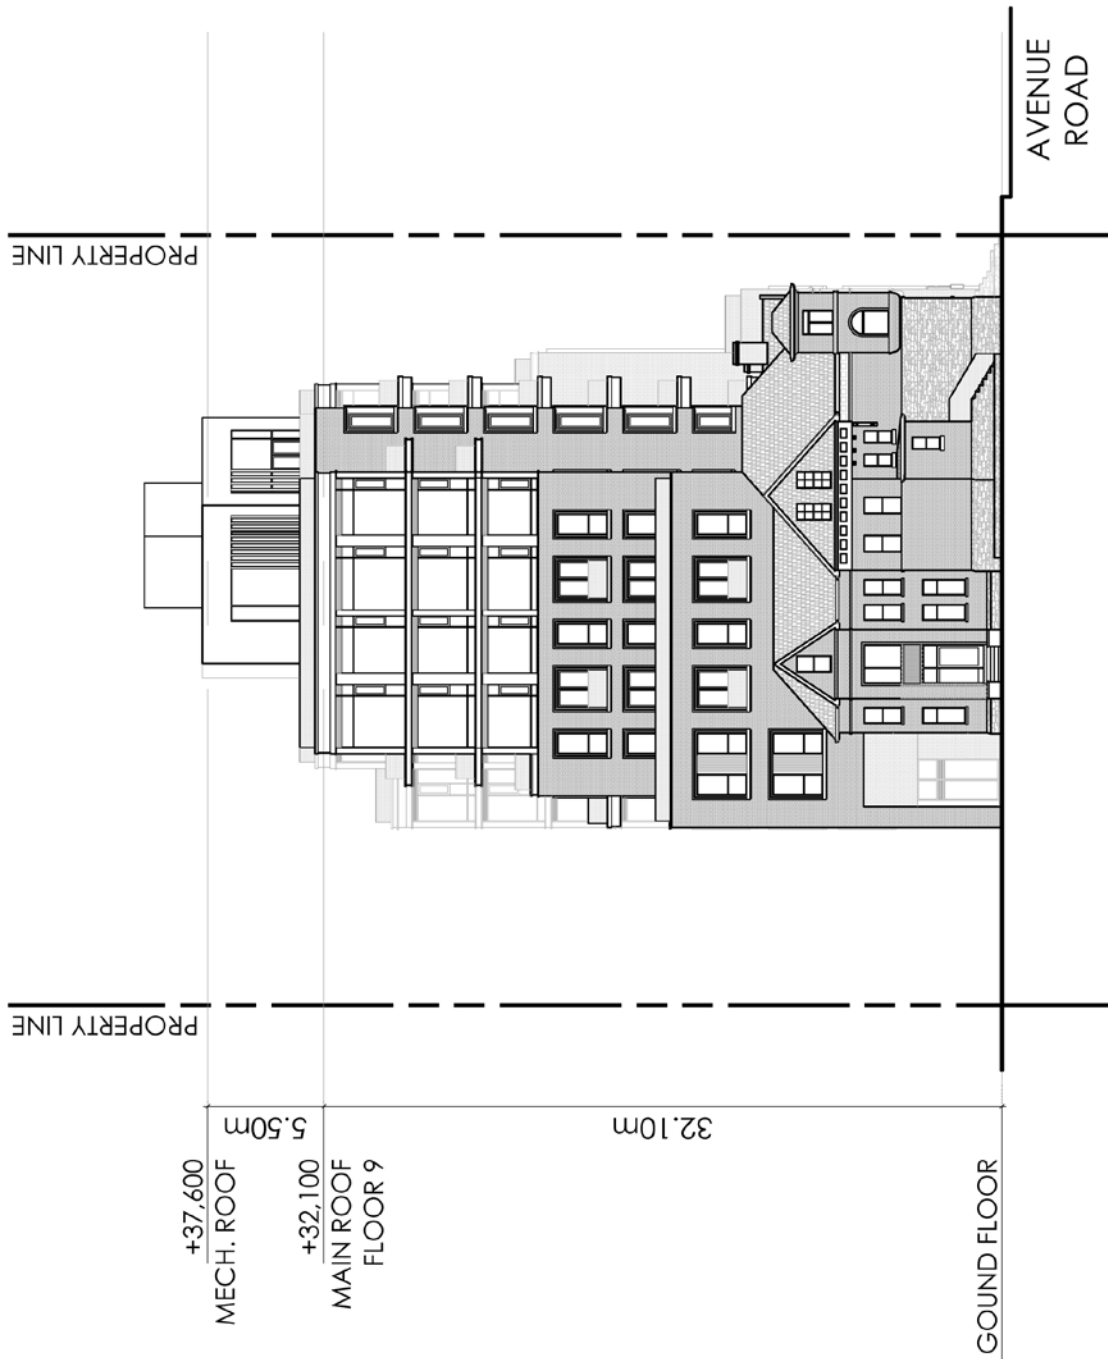 PROPERTY LINE
PROPERTY LINE
AVENUE
ROAD
+37,600
MECH. ROOF
5.50m
+32,100
MAIN ROOF
FLOOR 9
32.10m
GOUND FLOOR